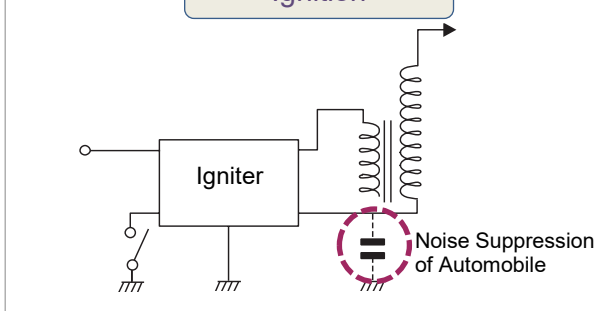 Ignition
Igniter
Noise Suppression
of Automobile